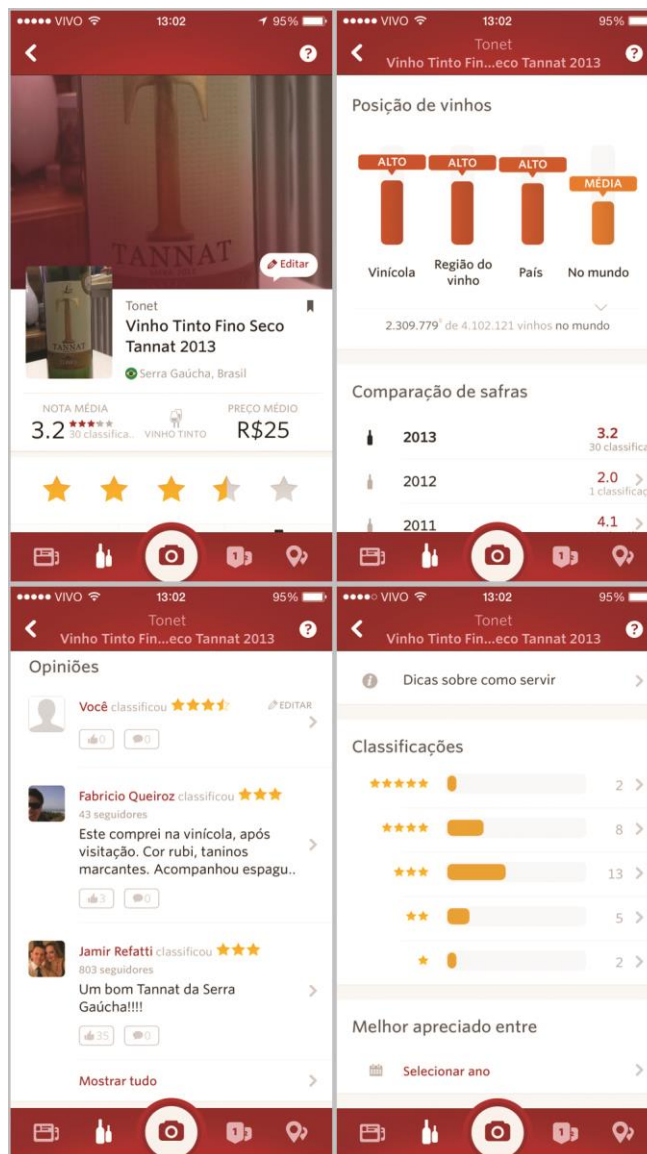 VIVO 13:02 95%
?
TANNAT
Editar
TANNAT
Tonet
Vinho Tinto Fino Seco
Tannat 2013
Serra Gaúcha, Brasil
NOTA MÉDIA
3.2 30 classifica..
VINHO TINTO
PREÇO MÉDIO
R$25
1
VIVO 13:02 95%
Tonet
Vinho Tinto Fin...eco Tannat 2013
?
Posição de vinhos
ALTO ALTO ALTO MÉDIA
Vinícola Região do vinho País No mundo
2.309.779º de 4.102.121 vinhos no mundo
Comparação de safras
2013 3.2
30 classifica
2012 2.0
1 classificaç
2011 4.1
1
VIVO 13:02 95%
Tonet
Vinho Tinto Fin...eco Tannat 2013
?
Opiniões
Você classificou EDITAR
0 0
Fabricio Queiroz classificou
43 seguidores
Este comprei na vinícola, após
visitação. Cor rubi, taninos
marcantes. Acompanhou espagu..
3 0
Jamir Refatti classificou
803 seguidores
Um bom Tannat da Serra
Gaúcha!!!!
35 0
Mostrar tudo
1
VIVO 13:02 95%
Tonet
Vinho Tinto Fin...eco Tannat 2013
?
Dicas sobre como servir
Classificações
2
8
13
5
2
Melhor apreciado entre
Selecionar ano
1